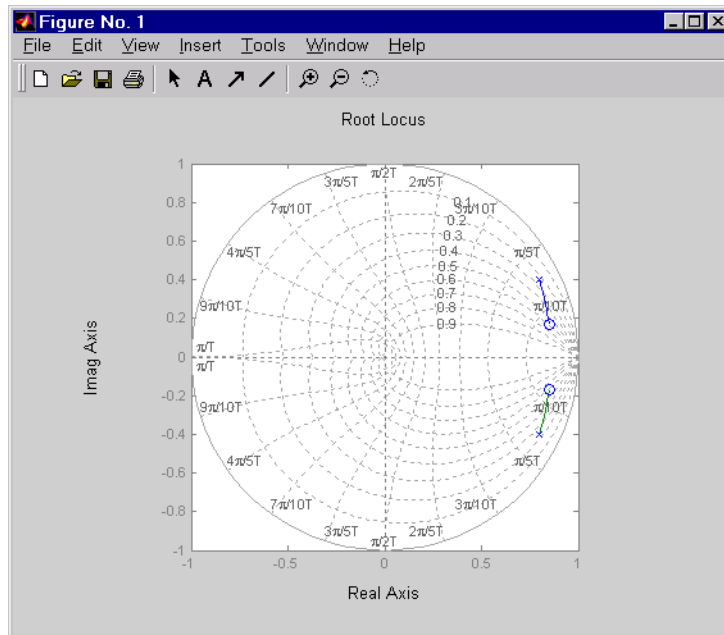 Figure No. 1
File Edit View Insert Tools Window Help
A
Root Locus
1
0.8
0.6
0.4
0.2
0
-0.2
-0.4
-0.6
-0.8
-1
Imag Axis
π/2T
3π/5T
2π/5T
7π/10T
3π/10T
4π/5T
π/5T
9π/10T
π/10T
π/T
π/T
9π/10T
π/10T
4π/5T
π/5T
7π/10T
3π/10T
3π/5T
2π/5T
π/2T
0.1
0.2
0.3
0.4
0.5
0.6
0.7
0.8
0.9
-1 -0.5 0 0.5 1
Real Axis